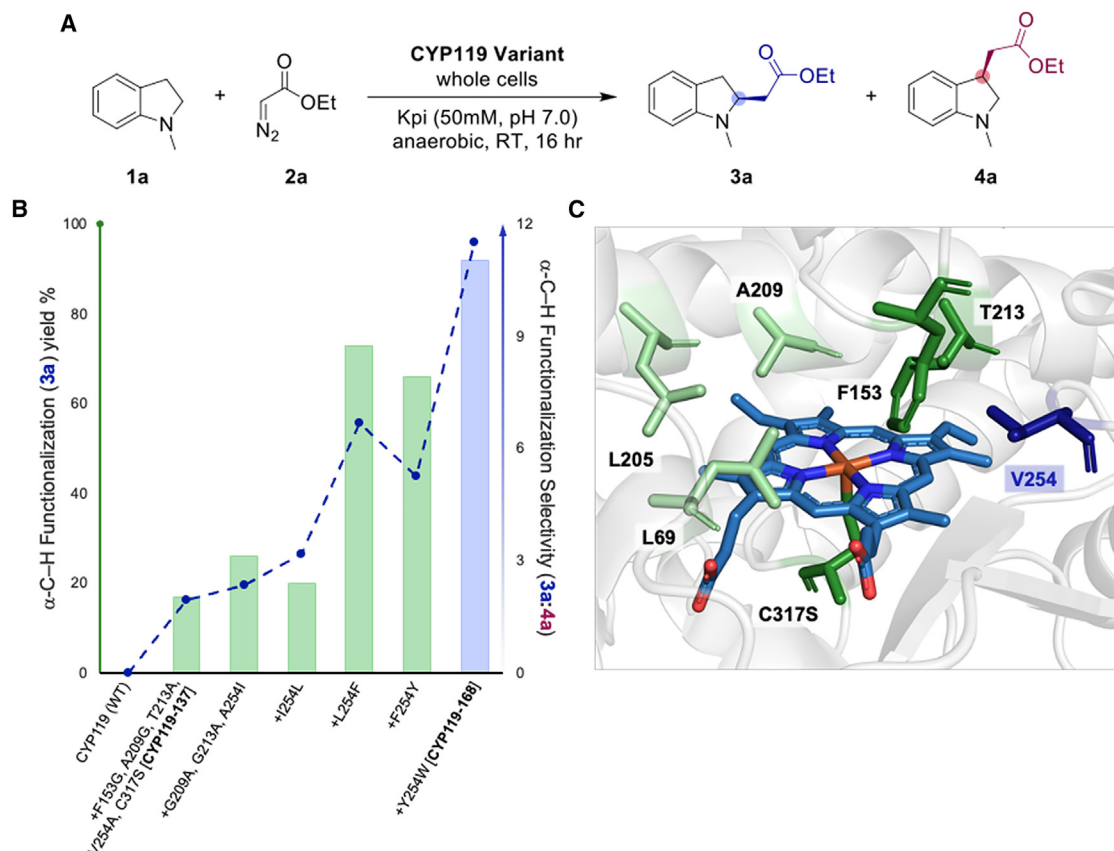 A
1a
+
N2
O
OEt
2a
CYP119 Variant
whole cells
Kpi (50mM, pH 7.0)
anaerobic, RT, 16 hr
N
O
OEt
N
3a
+
O
OEt
N
4a
B
α-C–H Functionalization (3a) yield %
100
80
60
40
20
0
12
9
6
3
0
α-C–H Functionalization Selectivity (3a:4a)
CYP119 (WT)
+F153G, A209G, T213A,
V254A, C317S [CYP119-137]
+G209A, G213A, A254I
+I254L
+L254F
+F254Y
+Y254W [CYP119-168]
C
A209
T213
F153
L205
V254
L69
C317S